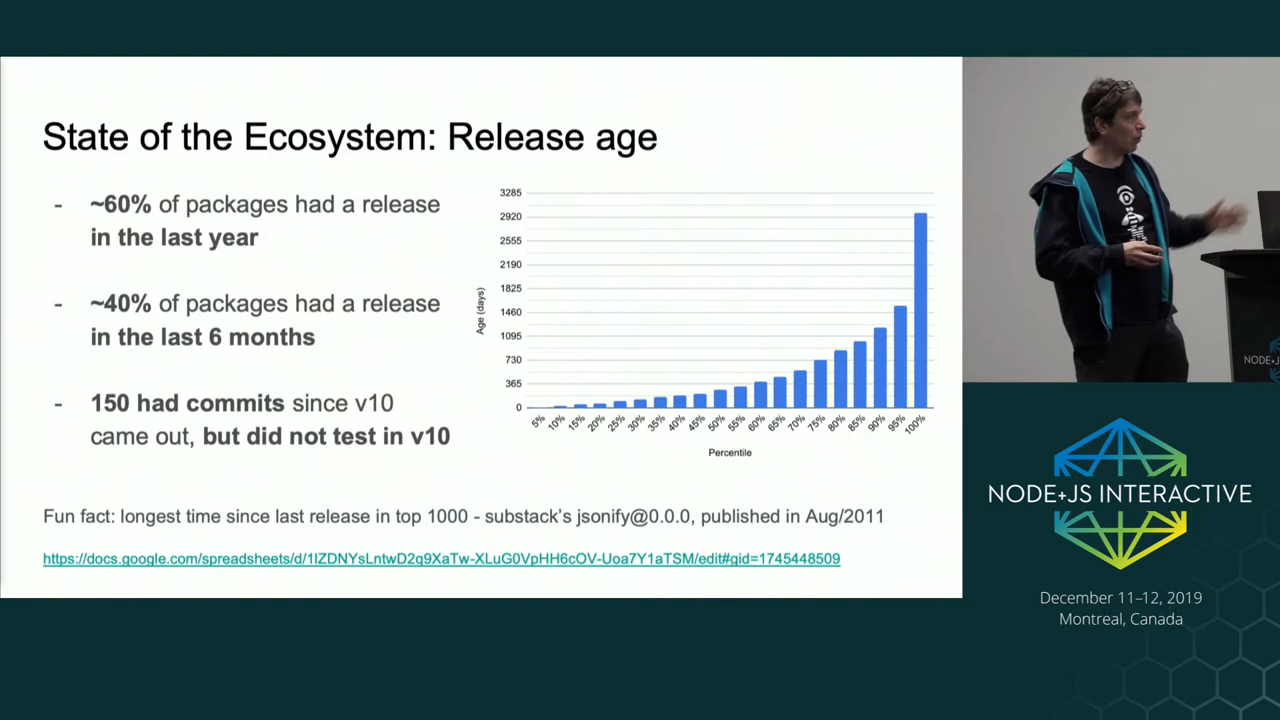 State of the Ecosystem: Release age
- ~60% of packages had a release
in the last year
- ~40% of packages had a release
in the last 6 months
- 150 had commits since v10
came out, but did not test in v10
3285
2920
2555
2190
1825
1460
1095
730
365
0
Age (days)
5% 10% 15% 20% 25% 30% 35% 40% 45% 50% 55% 60% 65% 70% 75% 80% 85% 90% 95% 100%
Percentile
Fun fact: longest time since last release in top 1000 - substack's jsonify@0.0.0, published in Aug/2011
https://docs.google.com/spreadsheets/d/1IZDNYsLntwD2q9XaTw-XLuG0VpHH6cOV-Uoa7Y1aTSM/edit#gid=1745448509
NODE+JS INTERACTIVE
December 11–12, 2019
Montreal, Canada